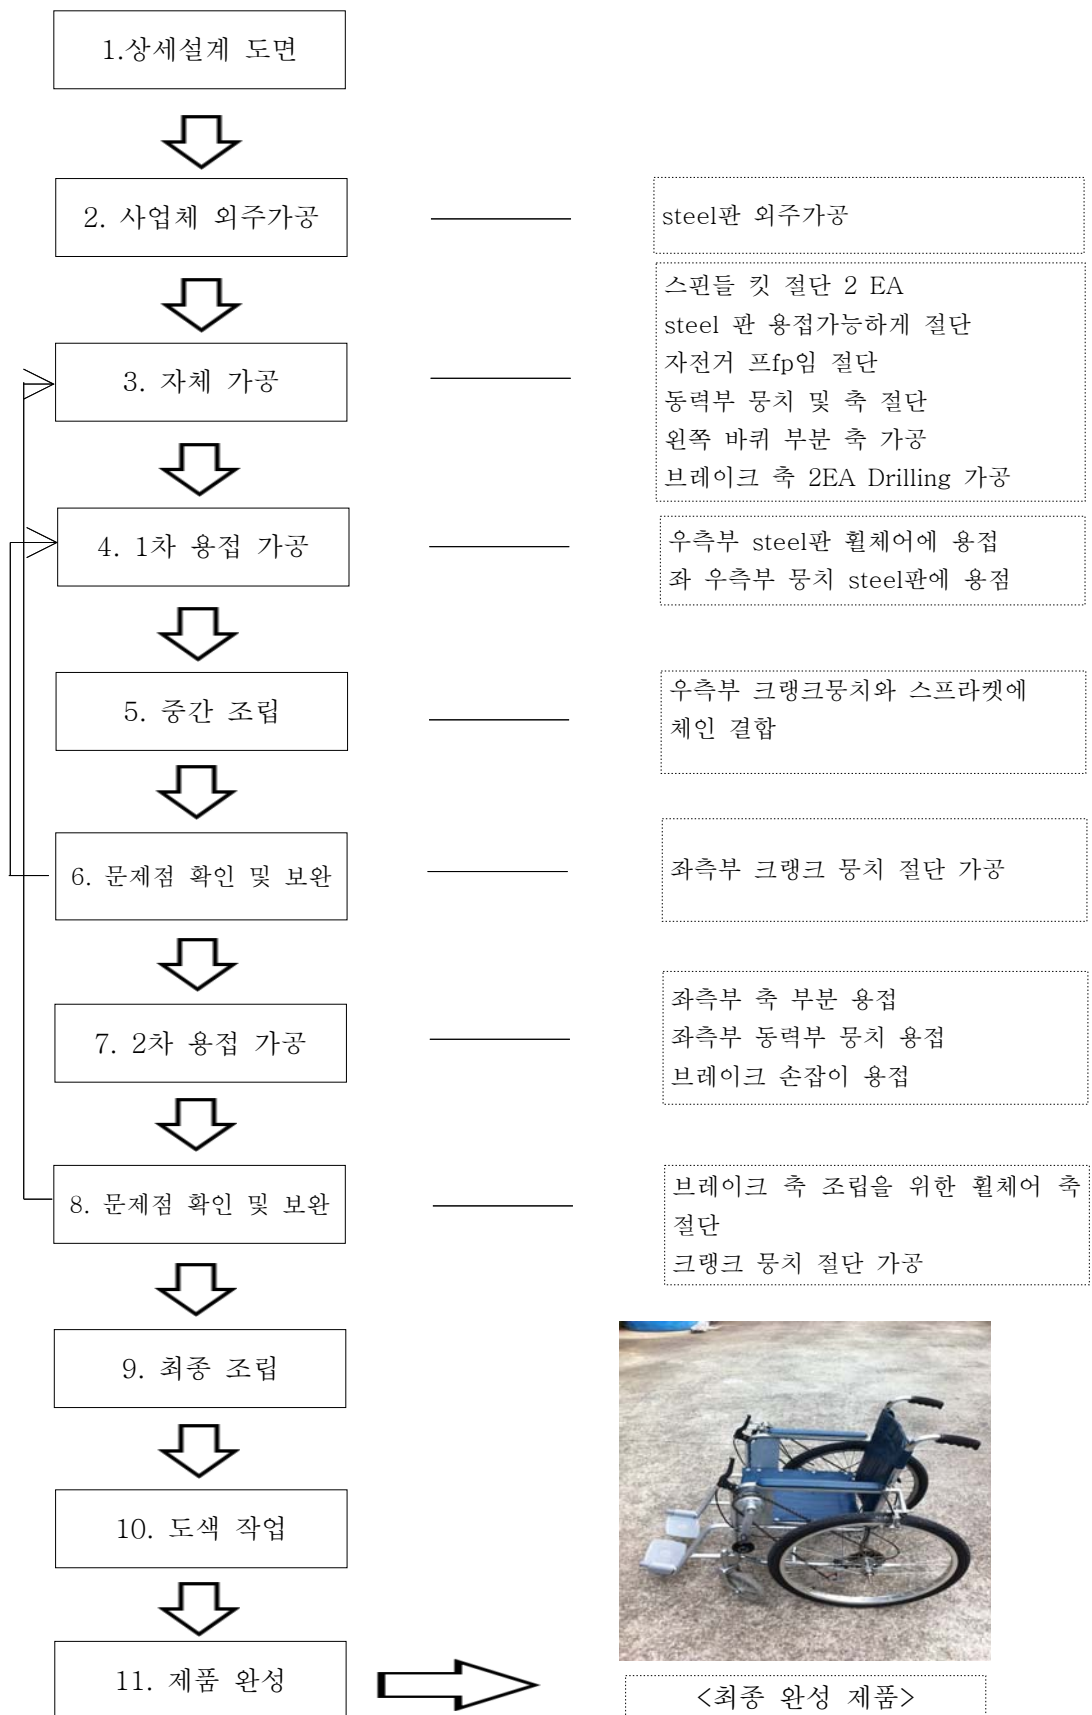 1.상세설계 도면
2. 사업체 외주가공
steel판 외주가공
스핀들 킷 절단 2 EA
steel 판 용접가능하게 절단
자전거 프fp임 절단
동력부 뭉치 및 축 절단
왼쪽 바퀴 부분 축 가공
브레이크 축 2EA Drilling 가공
3. 자체 가공
4. 1차 용접 가공
우측부 steel판 휠체어에 용접
좌 우측부 뭉치 steel판에 용점
5. 중간 조립
우측부 크랭크뭉치와 스프라켓에
체인 결합
6. 문제점 확인 및 보완
좌측부 크랭크 뭉치 절단 가공
7. 2차 용접 가공
좌측부 축 부분 용접
좌측부 동력부 뭉치 용접
브레이크 손잡이 용접
8. 문제점 확인 및 보완
브레이크 축 조립을 위한 휠체어 축
절단
크랭크 뭉치 절단 가공
9. 최종 조립
10. 도색 작업
11. 제품 완성
<최종 완성 제품>